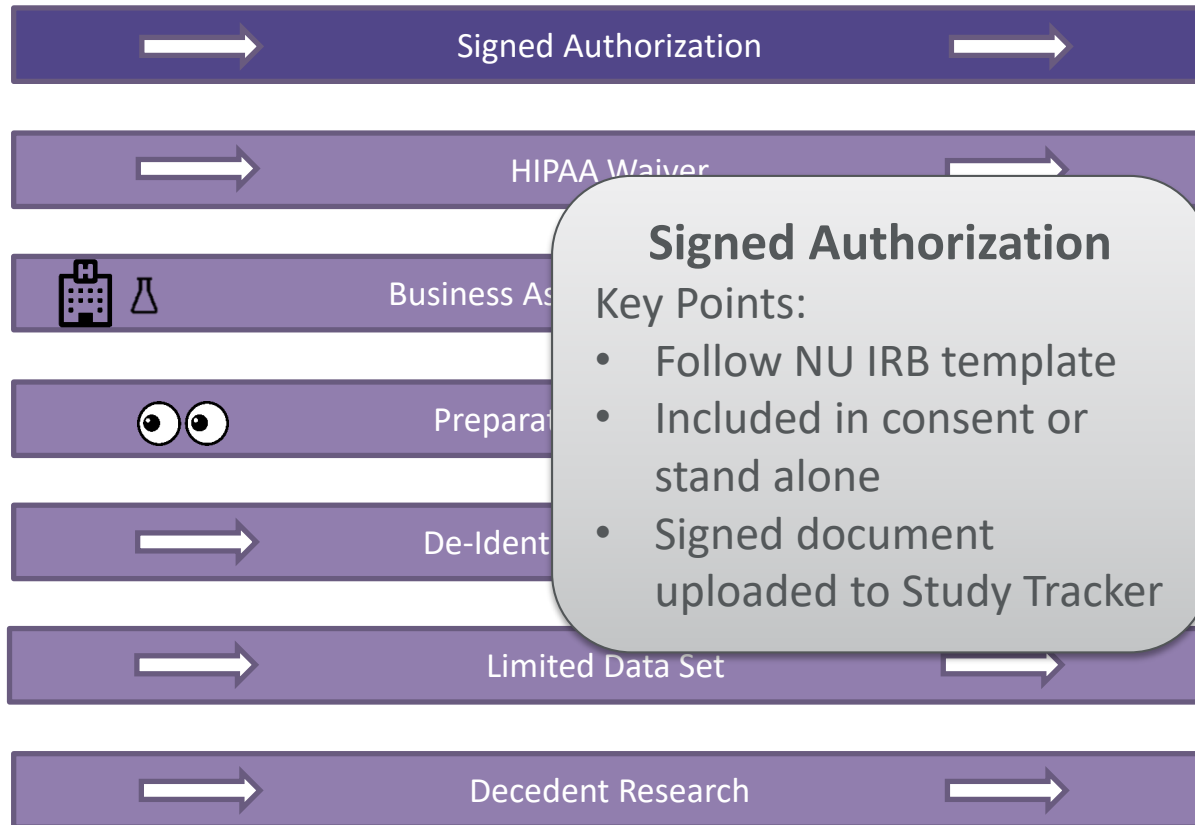 Signed Authorization
HIPAA Waiver
Business As
Preparat
De-Ident
Limited Data Set
Decedent Research
Signed Authorization
Key Points:
• Follow NU IRB template
• Included in consent or
stand alone
• Signed document
uploaded to Study Tracker